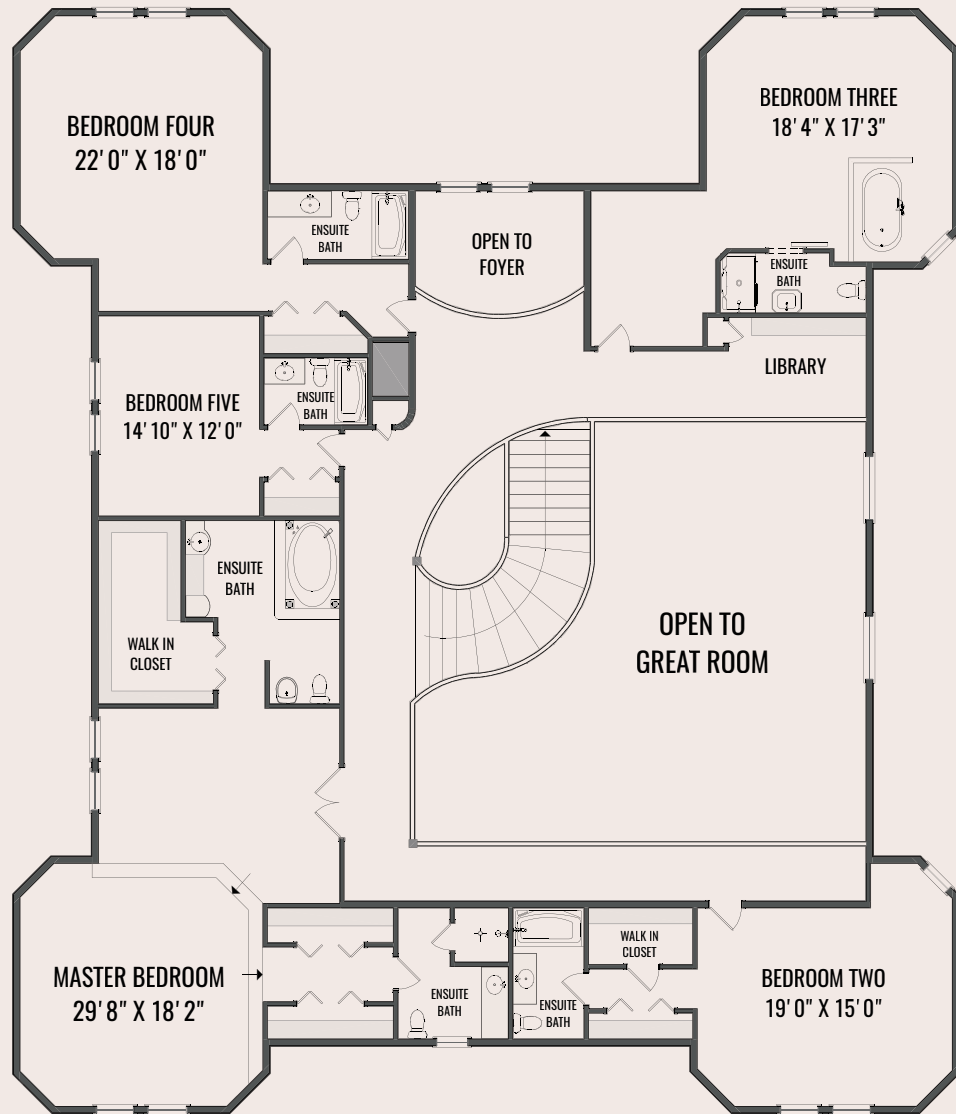 BEDROOM FOUR
22'0" X 18'0"
BEDROOM THREE
18'4" X 17'3"
ENSUITE
BATH
OPEN TO
FOYER
ENSUITE
BATH
LIBRARY
BEDROOM FIVE
14'10" X 12'0"
ENSUITE
BATH
ENSUITE
BATH
WALK IN
CLOSET
OPEN TO
GREAT ROOM
MASTER BEDROOM
29'8" X 18'2"
ENSUITE
BATH
ENSUITE
BATH
WALK IN
CLOSET
BEDROOM TWO
19'0" X 15'0"